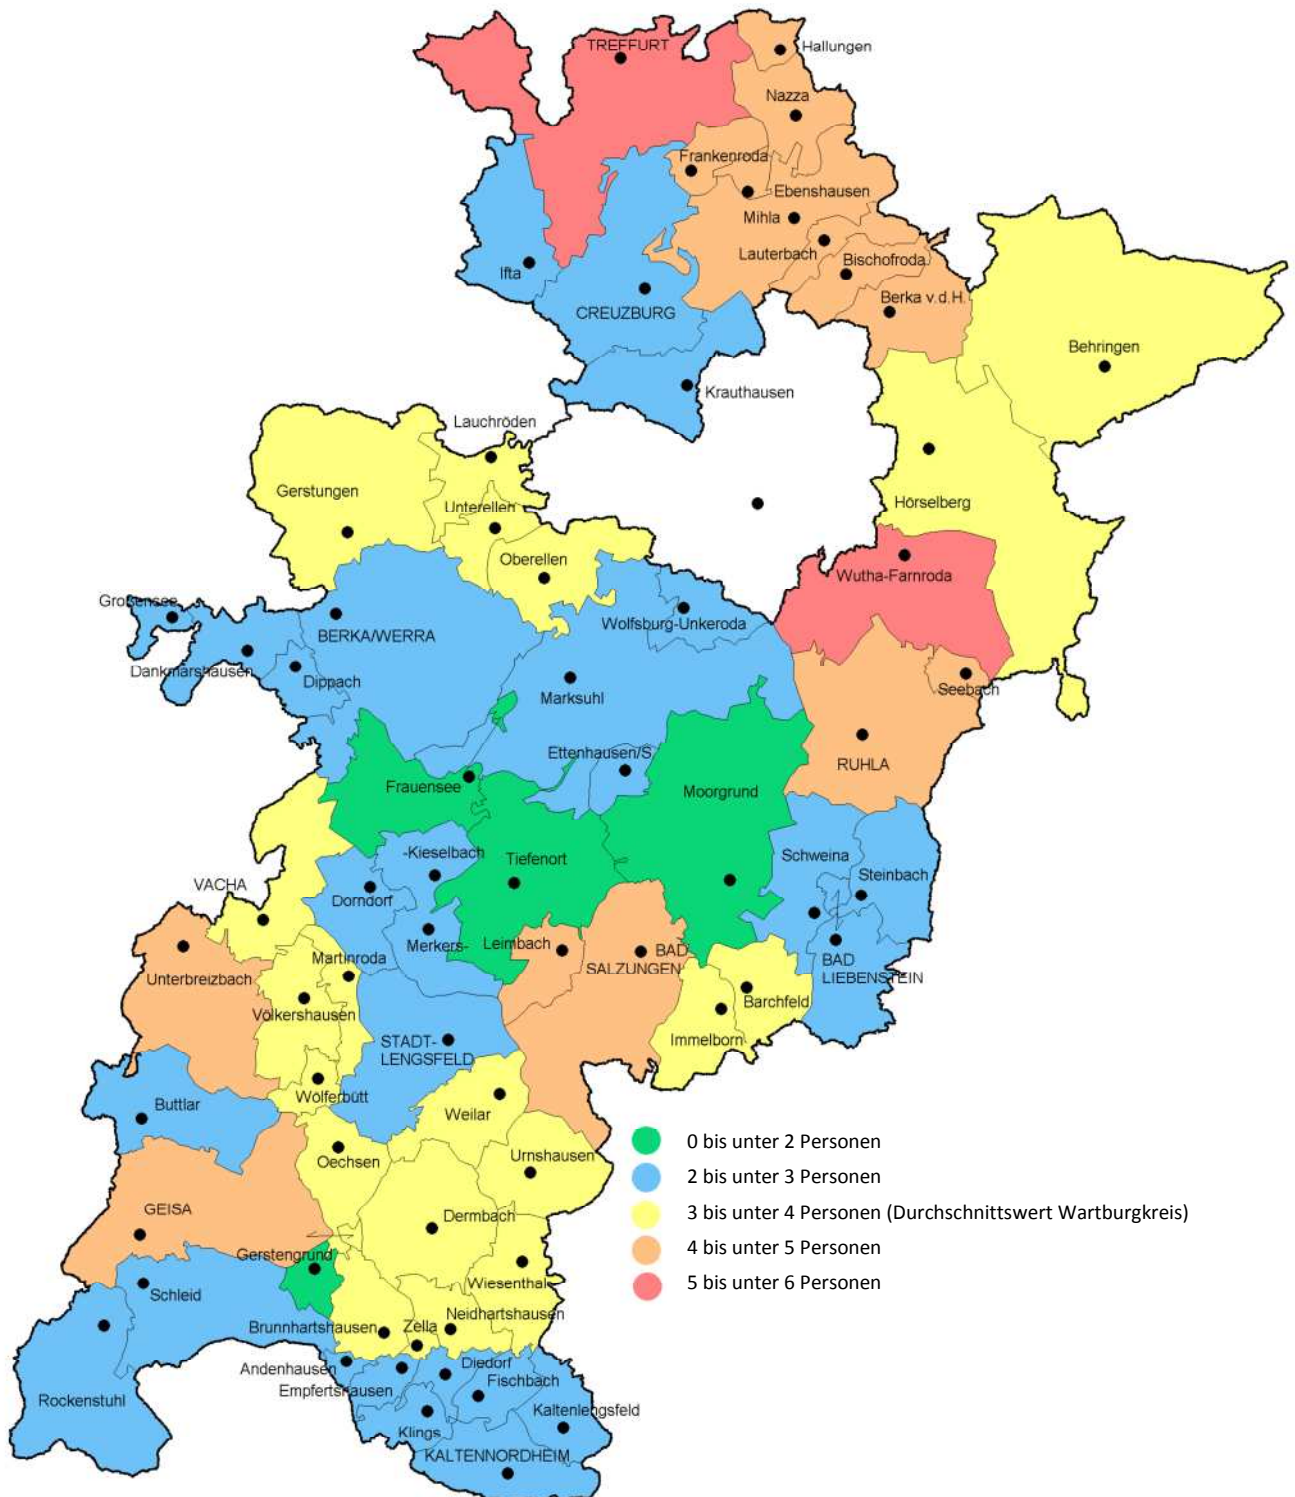 TREFFURT
Hallungen
Nazza
Frankenroda
Ebenshausen
Mihla
Lauterbach
Bischofroda
Ifta
Berka v.d.H.
CREUZBURG
Behringen
Krauthausen
Lauchröden
Gerstungen
Hörselberg
Unterellen
Oberellen
Wutha-Farnroda
Großensee
Wolfsburg-Unkeroda
BERKA/WERRA
Dankmarshausen
Dippach
Seebach
Marksuhl
Ettenhausen/S
RUHLA
Frauensee
Moorgrund
-Kieselbach
Tiefenort
Schweina
Steinbach
VACHA
Dorndorf
Merkers-
Leimbach
BAD
SALZUNGEN
Martinroda
BAD
LIEBENSTEIN
Unterbreizbach
Barchfeld
Völkershausen
STADT-
LENGSFELD
Immelborn
Wölferbütt
Buttlar
Weilar
0 bis unter 2 Personen
Oechsen
Urnshausen
2 bis unter 3 Personen
GEISA
Dermbach
3 bis unter 4 Personen (Durchschnittswert Wartburgkreis)
Gerstengrund
4 bis unter 5 Personen
Schleid
Wiesenthal
5 bis unter 6 Personen
Neidhartshausen
Brunnhartshausen
Zella
Andenhausen
Diedorf
Empfertshausen
Fischbach
Rockenstuhl
Kaltenlengsfeld
Klings
KALTENNORDHEIM